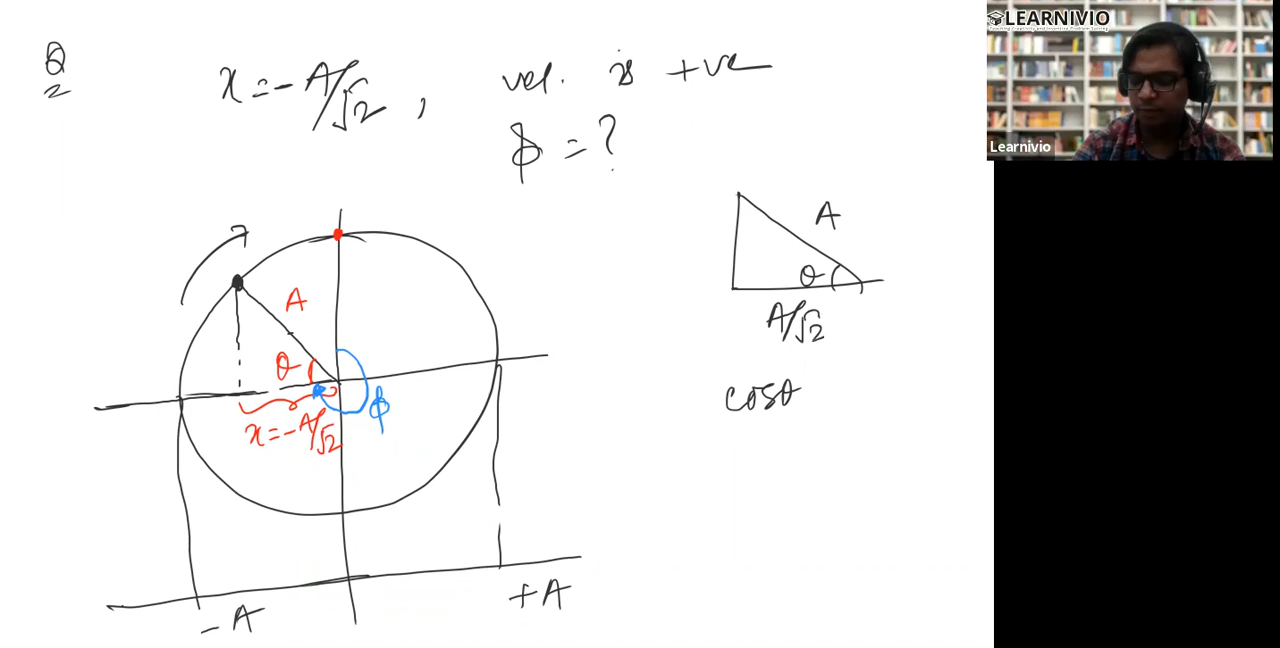 LEARNIVIO
Q
x = -A/√2 , vel. is +ve
ϕ = ?
Learnivio
A
θ
x = -A/√2
ϕ
-A
+A
A
θ
A/√2
cosθ